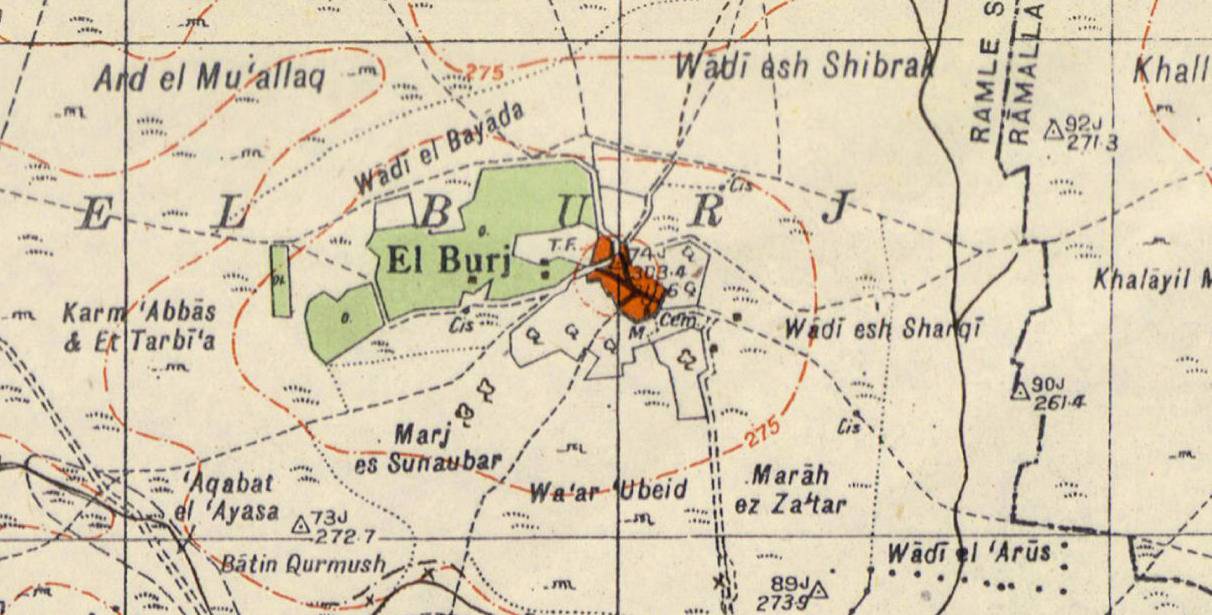 RAMLE S
RĀMALLA
275
Wādī esh Shibrak
Khall
Ard el Mu'allaq
92J
271·3
Wādī el Bayāda
Cis
E L B U R J
O.
T.F.
El Burj
74J
303·4
Ol.
Khalāyil M
Karm 'Abbās
& Et Tarbī'a
O.
Cis
M.
Cem.
Wādī esh Sharqī
90J
261·4
Cis
275
Marj
es Sunaubar
Marāh
ez Za'tar
'Aqabat
el 'Ayasa
Wa'ar 'Ubeid
73J
272·7
Bātin Qurmush
Wādī el 'Arūs
89J
273·9